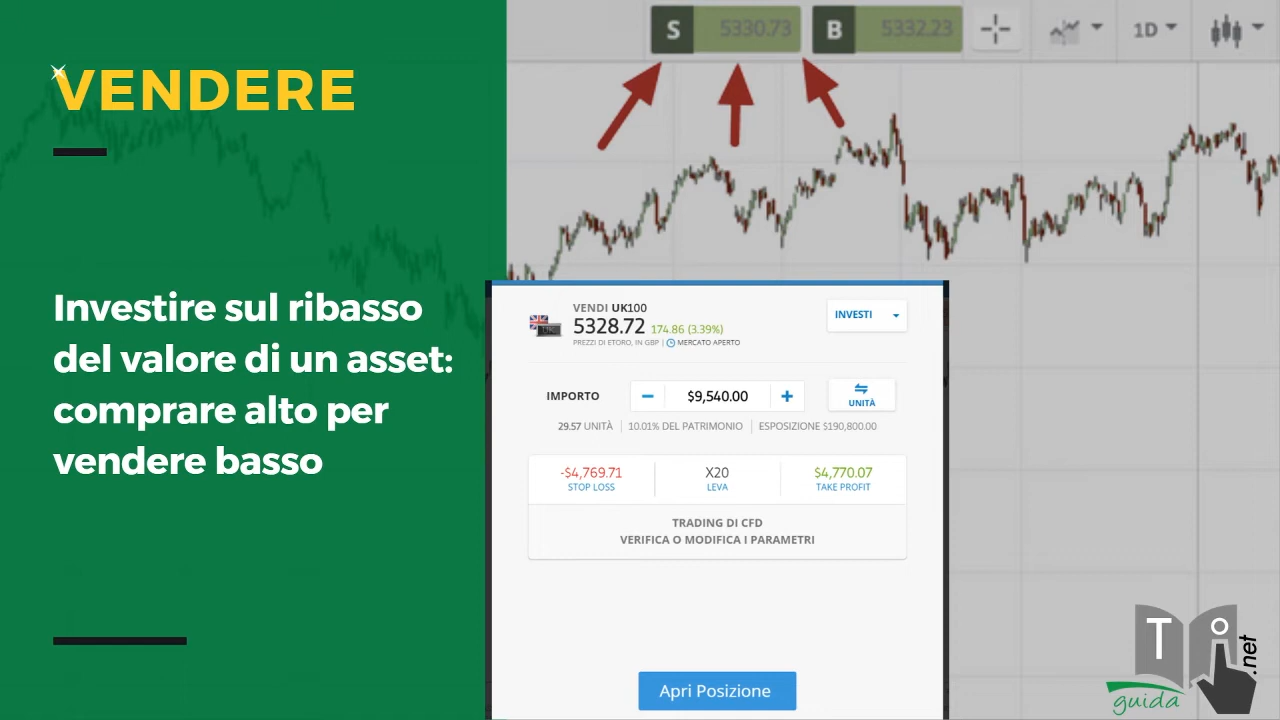 S 5330.73 B 5332.23 1D
VENDERE
Investire sul ribasso
del valore di un asset:
comprare alto per
vendere basso
VENDI UK100
5328.72 174.86 (3.39%)
PREZZI DI ETORO, IN GBP | MERCATO APERTO
INVESTI
IMPORTO
$9,540.00
UNITÀ
29.57 UNITÀ | 10.01% DEL PATRIMONIO | ESPOSIZIONE $190,800.00
-$4,769.71 X20 $4,770.07
STOP LOSS LEVA TAKE PROFIT
TRADING DI CFD
VERIFICA O MODIFICA I PARAMETRI
Apri Posizione
T i
.net
guida